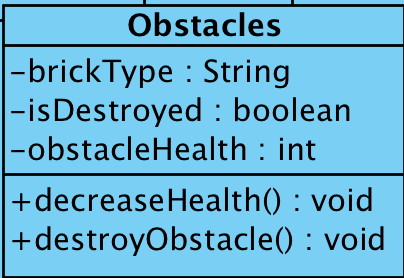 Obstacles
-brickType : String
-isDestroyed : boolean
-obstacleHealth : int
+decreaseHealth() : void
+destroyObstacle() : void